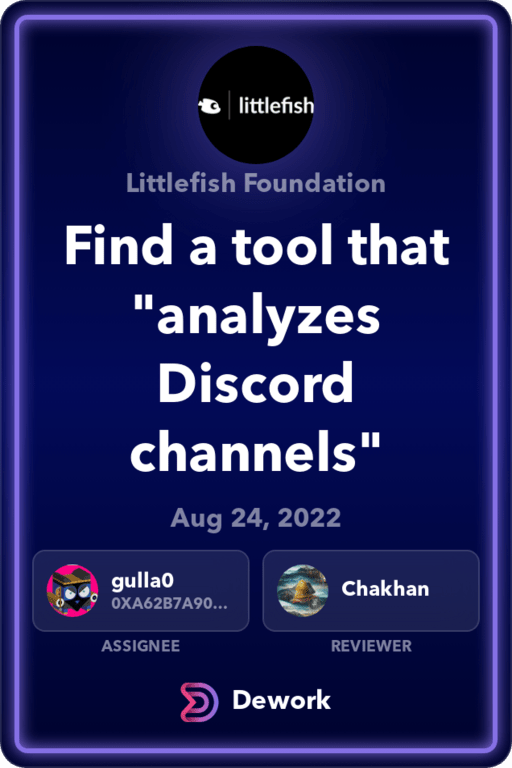 littlefish
Littlefish Foundation
Find a tool that
"analyzes
Discord
channels"
Aug 24, 2022
gulla0
0XA62B7A90...
Chakhan
ASSIGNEE
REVIEWER
Dework